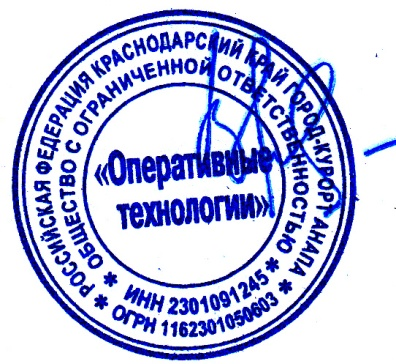 РОССИЙСКАЯ ФЕДЕРАЦИЯ КРАСНОДАРСКИЙ КРАЙ ГОРОД-КУРОРТ АНАПА
ОБЩЕСТВО С ОГРАНИЧЕННОЙ ОТВЕТСТВЕННОСТЬЮ
«Оперативные
технологии»
* ИНН 2301091245 *
* ОГРН 1162301050603 *